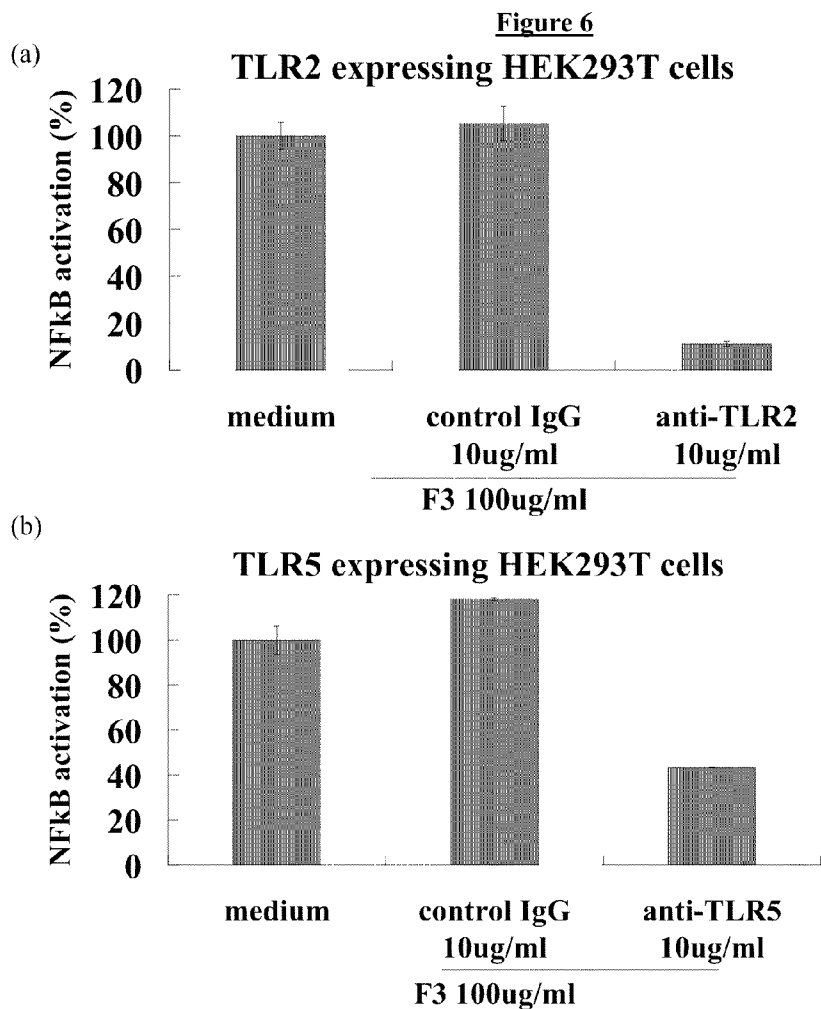 Figure 6
(a)
TLR2 expressing HEK293T cells
NFkB activation (%)
120
100
80
60
40
20
0
medium
control IgG
10ug/ml
anti-TLR2
10ug/ml
F3 100ug/ml
(b)
TLR5 expressing HEK293T cells
NFkB activation (%)
120
100
80
60
40
20
0
medium
control IgG
10ug/ml
anti-TLR5
10ug/ml
F3 100ug/ml